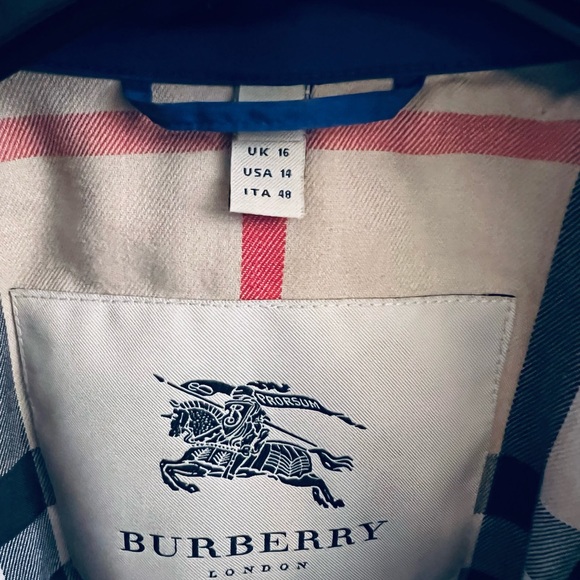 UK 16
USA 14
ITA 48
PRORSUM
B
BURBERRY
LONDON